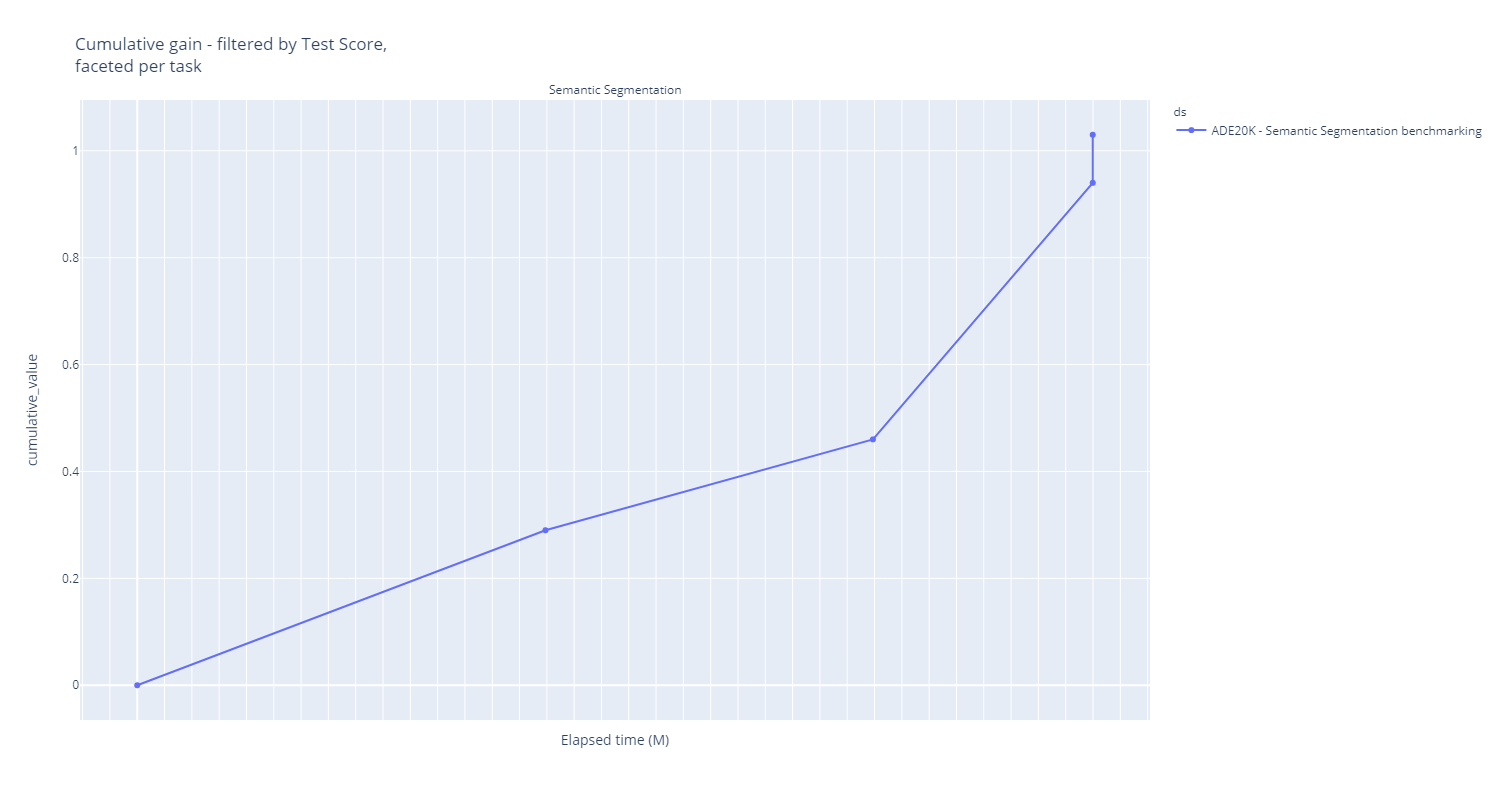 Cumulative gain - filtered by Test Score,
faceted per task
Semantic Segmentation
ds
ADE20K - Semantic Segmentation benchmarking
1
0.8
0.6
0.4
0.2
0
cumulative_value
Elapsed time (M)